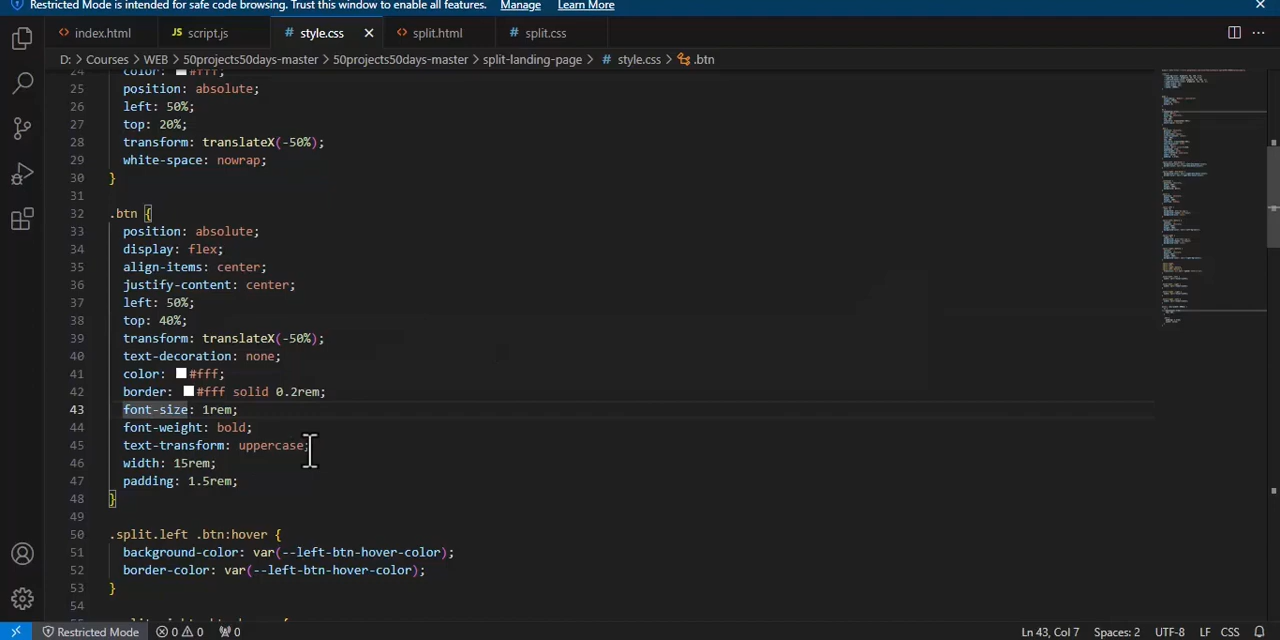 Restricted Mode is intended for safe code browsing. Trust this window to enable all features. Manage Learn More
index.html script.js style.css split.html split.css
D: > Courses > WEB > 50projects50days-master > 50projects50days-master > split-landing-page > # style.css > .btn
24 color: #fff;
25 position: absolute;
26 left: 50%;
27 top: 20%;
28 transform: translateX(-50%);
29 white-space: nowrap;
30 }
31
32 .btn {
33 position: absolute;
34 display: flex;
35 align-items: center;
36 justify-content: center;
37 left: 50%;
38 top: 40%;
39 transform: translateX(-50%);
40 text-decoration: none;
41 color: #fff;
42 border: #fff solid 0.2rem;
43 font-size: 1rem;
44 font-weight: bold;
45 text-transform: uppercase;
46 width: 15rem;
47 padding: 1.5rem;
48 }
49
50 .split.left .btn:hover {
51 background-color: var(--left-btn-hover-color);
52 border-color: var(--left-btn-hover-color);
53 }
54
Restricted Mode 0 0 0 Ln 43, Col 7 Spaces: 2 UTF-8 LF CSS